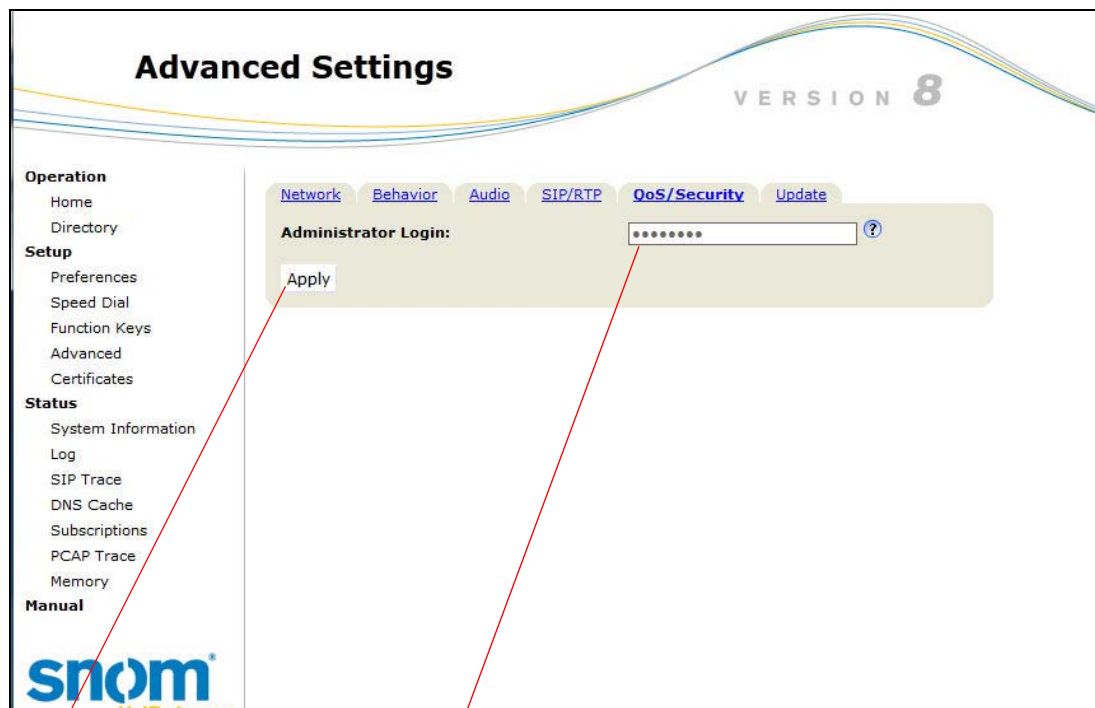 Advanced Settings
VERSION 8
Operation
Home
Directory
Setup
Preferences
Speed Dial
Function Keys
Advanced
Certificates
Status
System Information
Log
SIP Trace
DNS Cache
Subscriptions
PCAP Trace
Memory
Manual
snom®
Network Behavior Audio SIP/RTP QoS/Security Update
Administrator Login: •••••••• ?
Apply